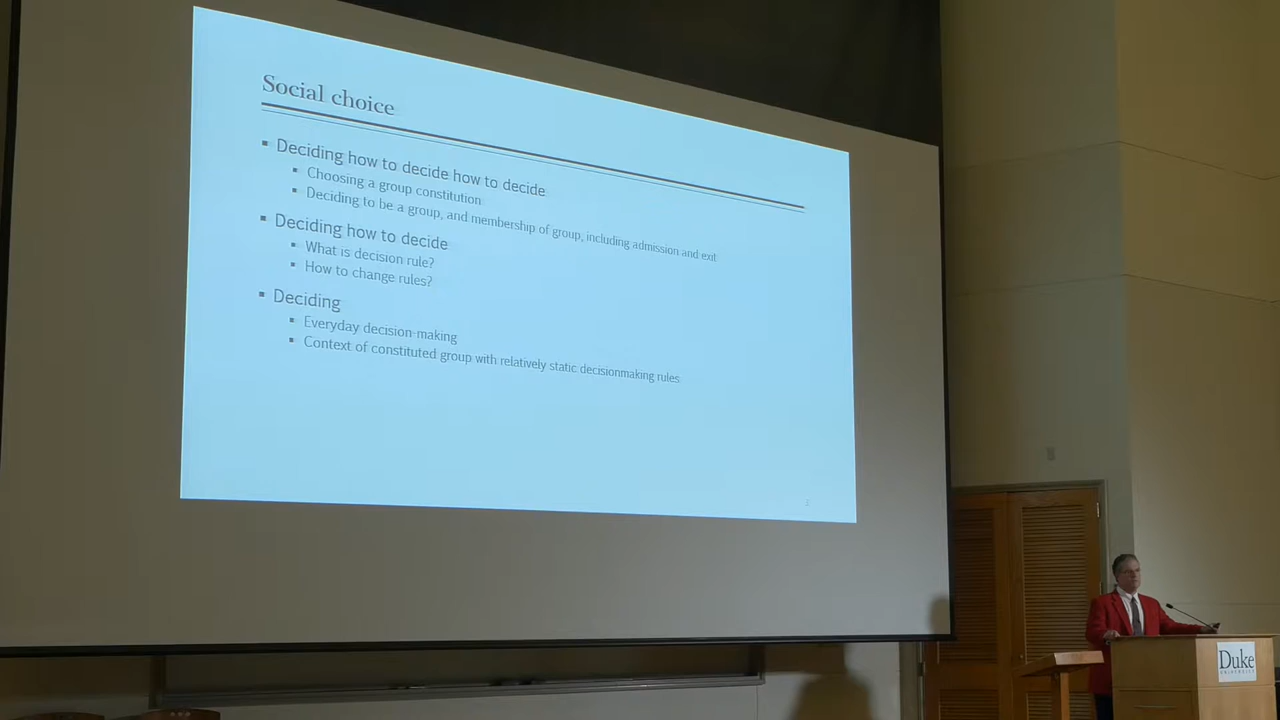 Social choice
Deciding how to decide how to decide
Choosing a group constitution
Deciding to be a group, and membership of group, including admission and exit
Deciding how to decide
What is decision rule?
How to change rules?
Deciding
Everyday decision-making
Context of constituted group with relatively static decisionmaking rules
Duke
UNIVERSITY